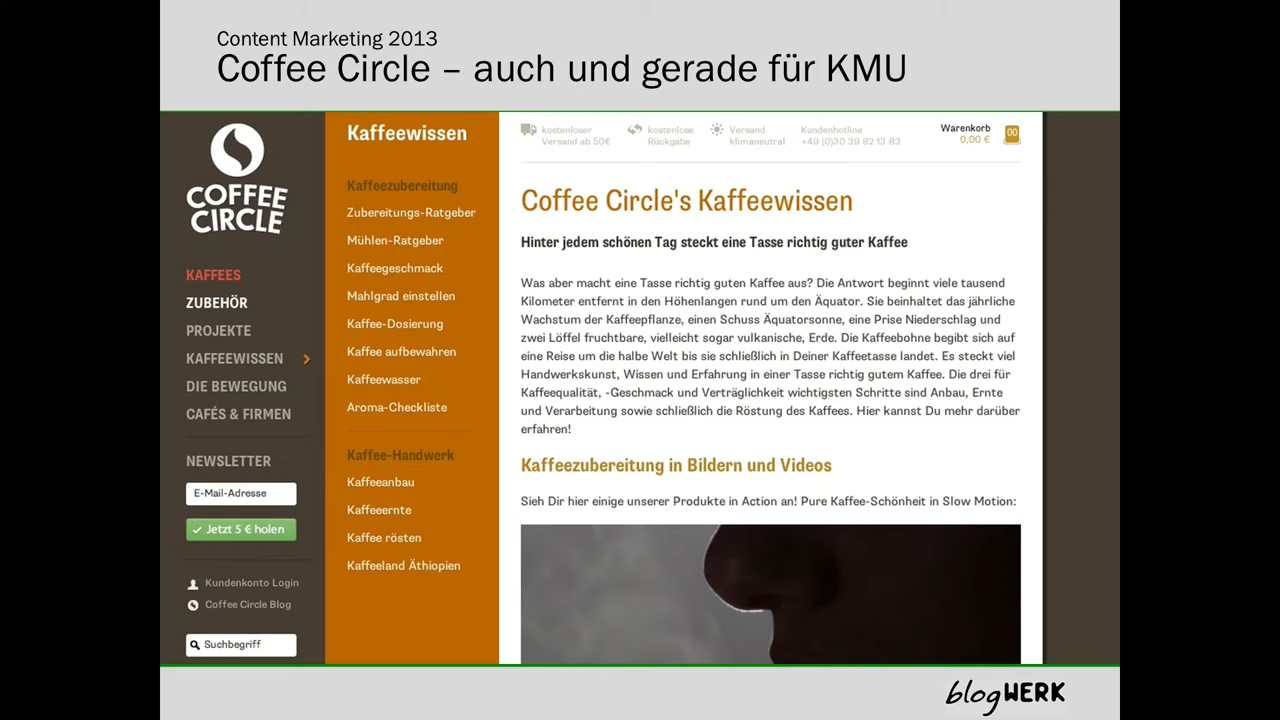 Content Marketing 2013
Coffee Circle – auch und gerade für KMU
COFFEE
CIRCLE
KAFFEES
ZUBEHÖR
PROJEKTE
KAFFEEWISSEN
DIE BEWEGUNG
CAFÉS & FIRMEN
NEWSLETTER
E-Mail-Adresse
Jetzt 5 € holen
Kundenkonto Login
Coffee Circle Blog
Suchbegriff
Kaffeewissen
Kaffeezubereitung
Zubereitungs-Ratgeber
Mühlen-Ratgeber
Kaffeegeschmack
Mahlgrad einstellen
Kaffee-Dosierung
Kaffee aufbewahren
Kaffeewasser
Aroma-Checkliste
Kaffee-Handwerk
Kaffeeanbau
Kaffeeernte
Kaffee rösten
Kaffeeland Äthiopien
kostenloser
Versand ab 50€
kostenlose
Rückgabe
Versand
klimaneutral
Kundenhotline
+49 (0)30 39 82 13 83
Warenkorb
0,00 €
00
Coffee Circle's Kaffeewissen
Hinter jedem schönen Tag steckt eine Tasse richtig guter Kaffee
Was aber macht eine Tasse richtig guten Kaffee aus? Die Antwort beginnt viele tausend
Kilometer entfernt in den Höhenlangen rund um den Äquator. Sie beinhaltet das jährliche
Wachstum der Kaffeepflanze, einen Schuss Äquatorsonne, eine Prise Niederschlag und
zwei Löffel fruchtbare, vielleicht sogar vulkanische, Erde. Die Kaffeebohne begibt sich auf
eine Reise um die halbe Welt bis sie schließlich in Deiner Kaffeetasse landet. Es steckt viel
Handwerkskunst, Wissen und Erfahrung in einer Tasse richtig gutem Kaffee. Die drei für
Kaffeequalität, -Geschmack und Verträglichkeit wichtigsten Schritte sind Anbau, Ernte
und Verarbeitung sowie schließlich die Röstung des Kaffees. Hier kannst Du mehr darüber
erfahren!
Kaffeezubereitung in Bildern und Videos
Sieh Dir hier einige unserer Produkte in Action an! Pure Kaffee-Schönheit in Slow Motion:
blogWERK